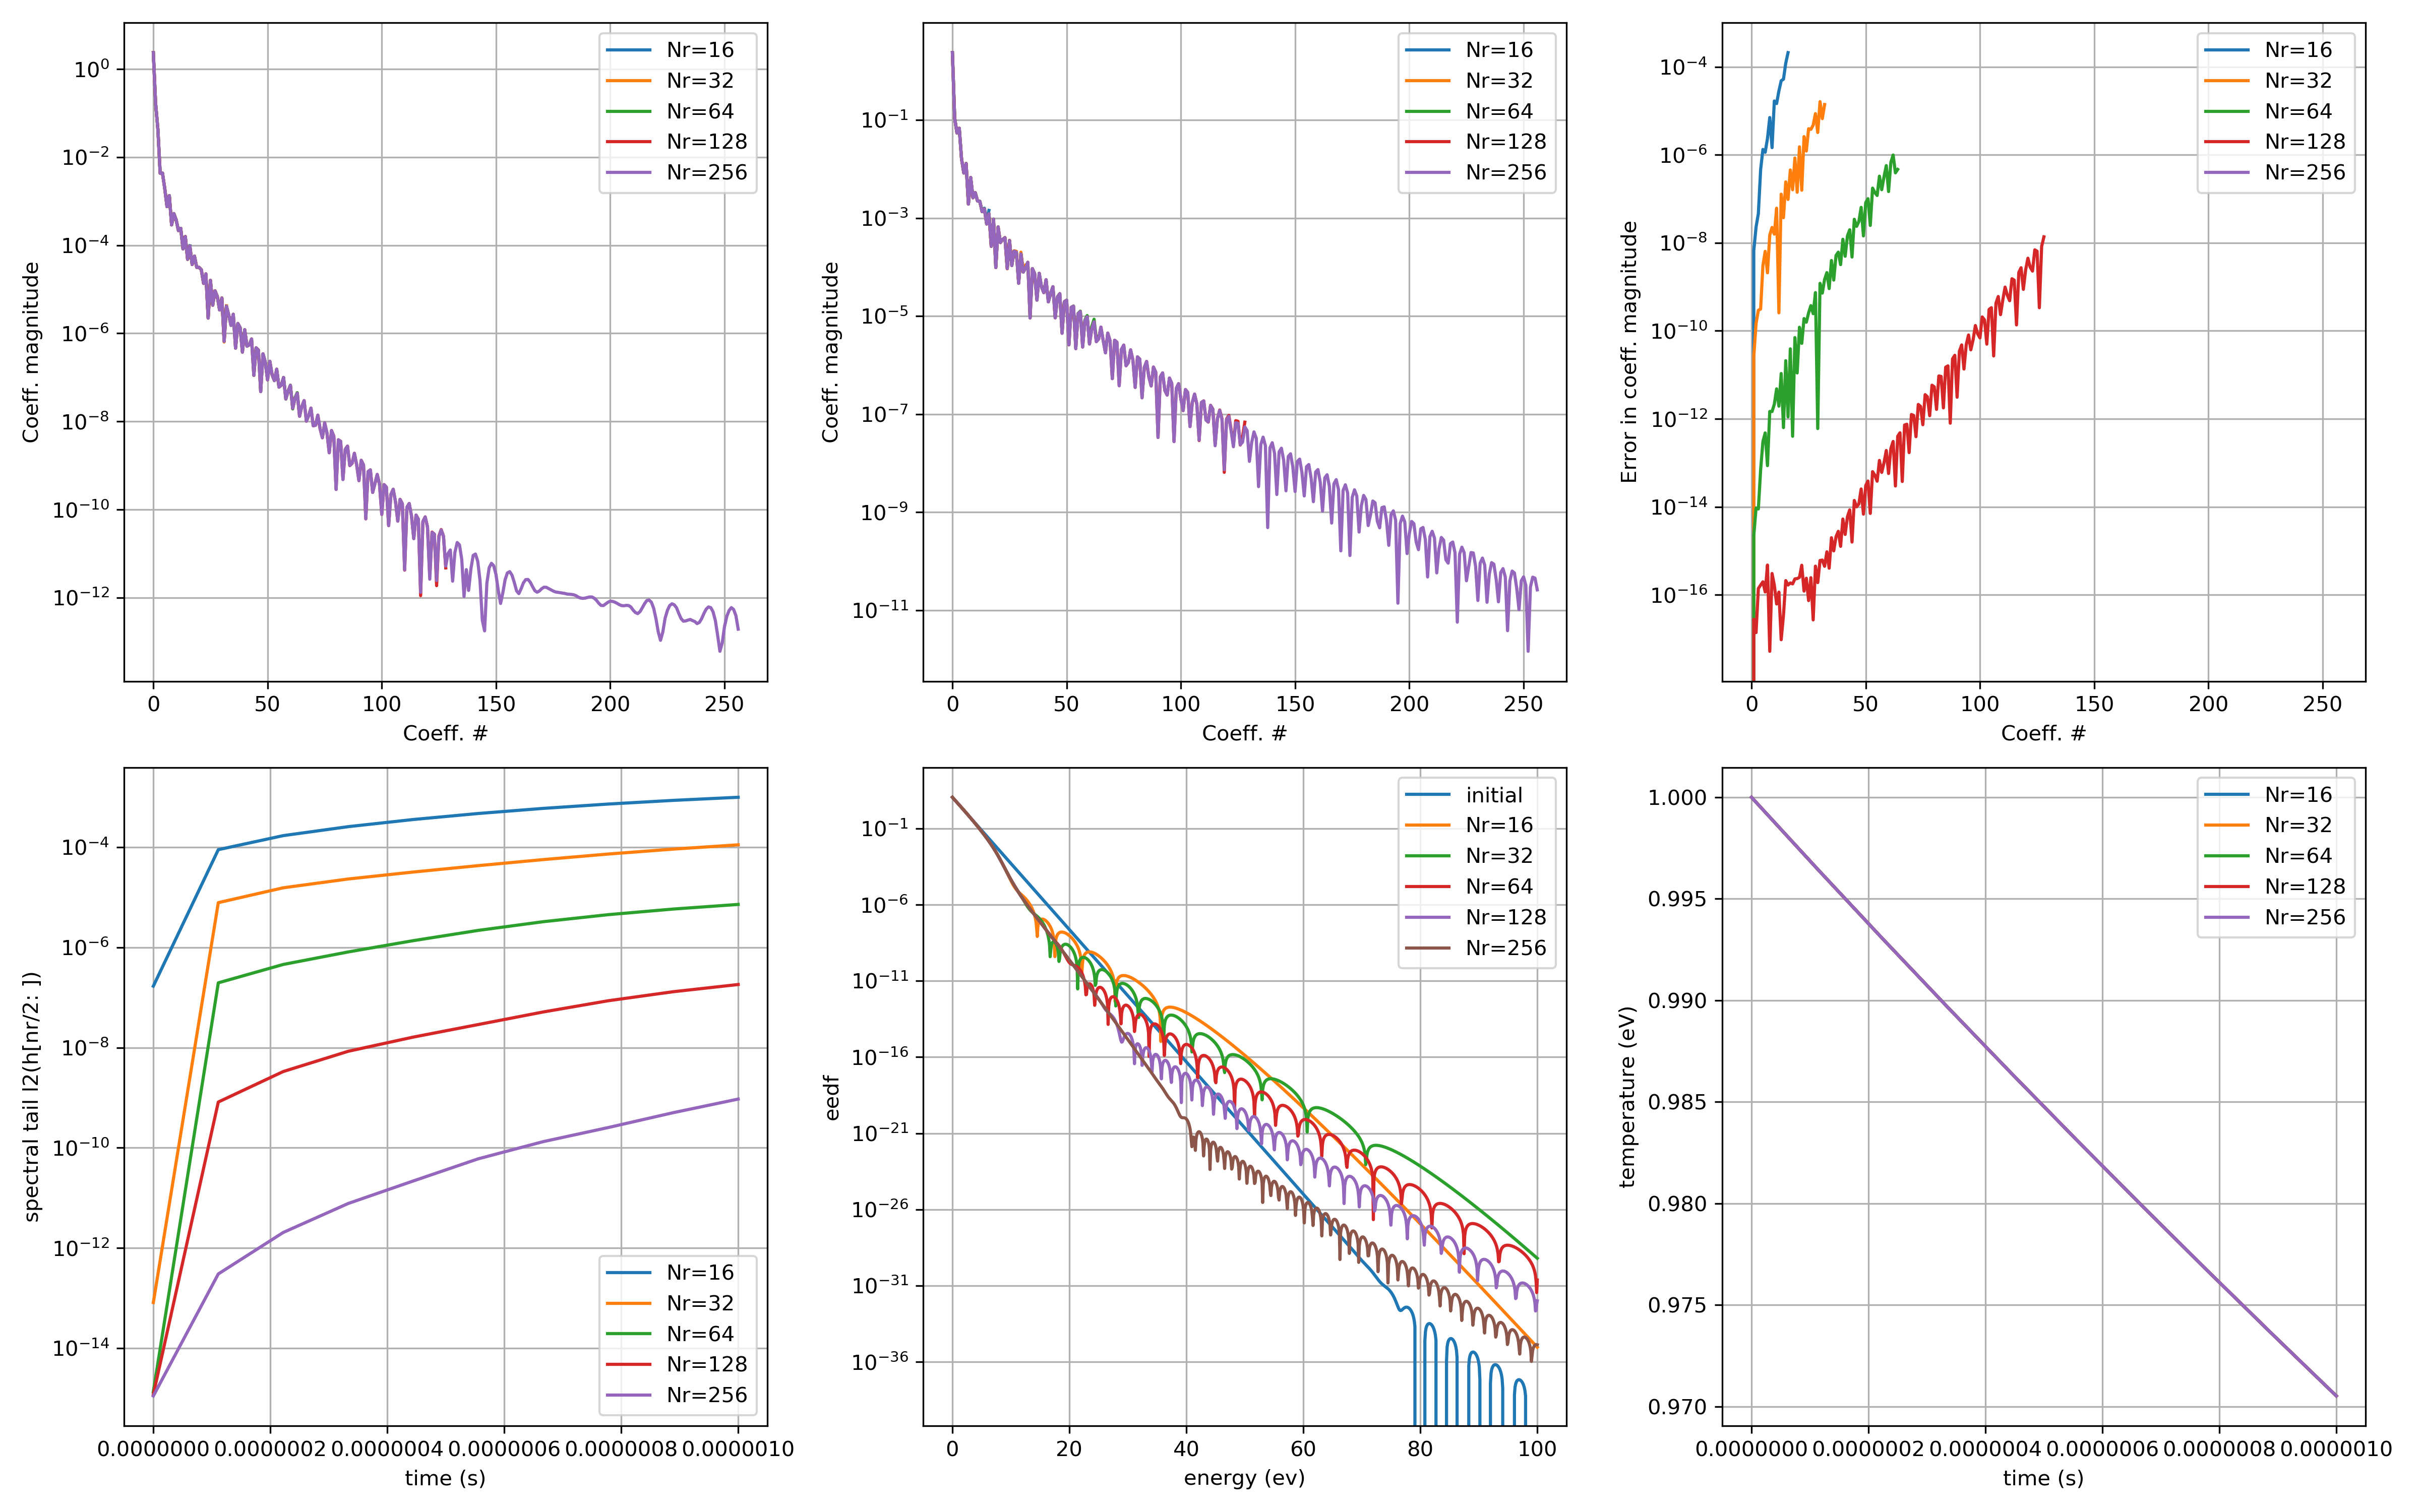 Coeff. magnitude
10⁰
10⁻²
10⁻⁴
10⁻⁶
10⁻⁸
10⁻¹⁰
10⁻¹²
Nr=16
Nr=32
Nr=64
Nr=128
Nr=256
0 50 100 150 200 250
Coeff. #
Coeff. magnitude
10⁻¹
10⁻³
10⁻⁵
10⁻⁷
10⁻⁹
10⁻¹¹
Nr=16
Nr=32
Nr=64
Nr=128
Nr=256
0 50 100 150 200 250
Coeff. #
Error in coeff. magnitude
10⁻⁴
10⁻⁶
10⁻⁸
10⁻¹⁰
10⁻¹²
10⁻¹⁴
10⁻¹⁶
Nr=16
Nr=32
Nr=64
Nr=128
Nr=256
0 50 100 150 200 250
Coeff. #
spectral tail l2(h[nr/2: ])
10⁻⁴
10⁻⁶
10⁻⁸
10⁻¹⁰
10⁻¹²
10⁻¹⁴
Nr=16
Nr=32
Nr=64
Nr=128
Nr=256
0.0000000 0.0000002 0.0000004 0.0000006 0.0000008 0.0000010
time (s)
eedf
10⁻¹
10⁻⁶
10⁻¹¹
10⁻¹⁶
10⁻²¹
10⁻²⁶
10⁻³¹
10⁻³⁶
initial
Nr=16
Nr=32
Nr=64
Nr=128
Nr=256
0 20 40 60 80 100
energy (ev)
temperature (eV)
1.000
0.995
0.990
0.985
0.980
0.975
0.970
Nr=16
Nr=32
Nr=64
Nr=128
Nr=256
0.0000000 0.0000002 0.0000004 0.0000006 0.0000008 0.0000010
time (s)